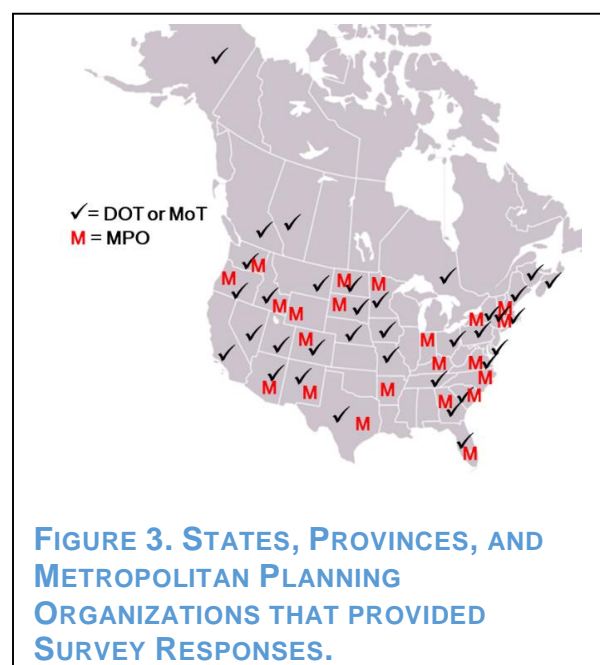 ✓= DOT or MoT
M = MPO
FIGURE 3. STATES, PROVINCES, AND
METROPOLITAN PLANNING
ORGANIZATIONS THAT PROVIDED
SURVEY RESPONSES.